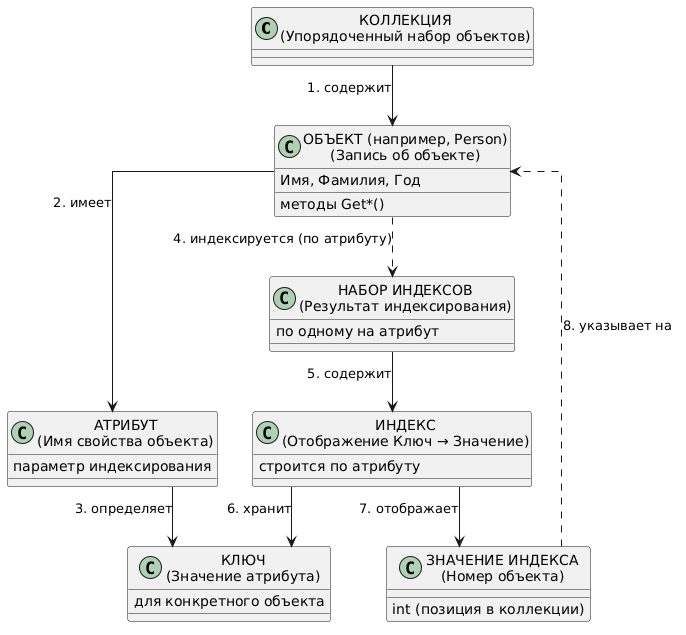 C
КОЛЛЕКЦИЯ
(Упорядоченный набор объектов)
1. содержит
C
ОБЪЕКТ (например, Person)
(Запись об объекте)
Имя, Фамилия, Год
методы Get*()
2. имеет
4. индексируется (по атрибуту)
C
НАБОР ИНДЕКСОВ
(Результат индексирования)
по одному на атрибут
8. указывает на
5. содержит
C
АТРИБУТ
(Имя свойства объекта)
параметр индексирования
C
ИНДЕКС
(Отображение Ключ → Значение)
строится по атрибуту
3. определяет
6. хранит
7. отображает
C
КЛЮЧ
(Значение атрибута)
для конкретного объекта
C
ЗНАЧЕНИЕ ИНДЕКСА
(Номер объекта)
int (позиция в коллекции)